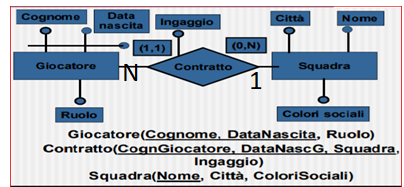 Cognome
Data
nascita
Ingaggio
Città
Nome
(1,1)
(0,N)
Giocatore
N
Contratto
1
Squadra
Ruolo
Colori sociali
Giocatore(Cognome, DataNascita, Ruolo)
Contratto(CognGiocatore, DataNascG, Squadra,
Ingaggio)
Squadra(Nome, Città, ColoriSociali)